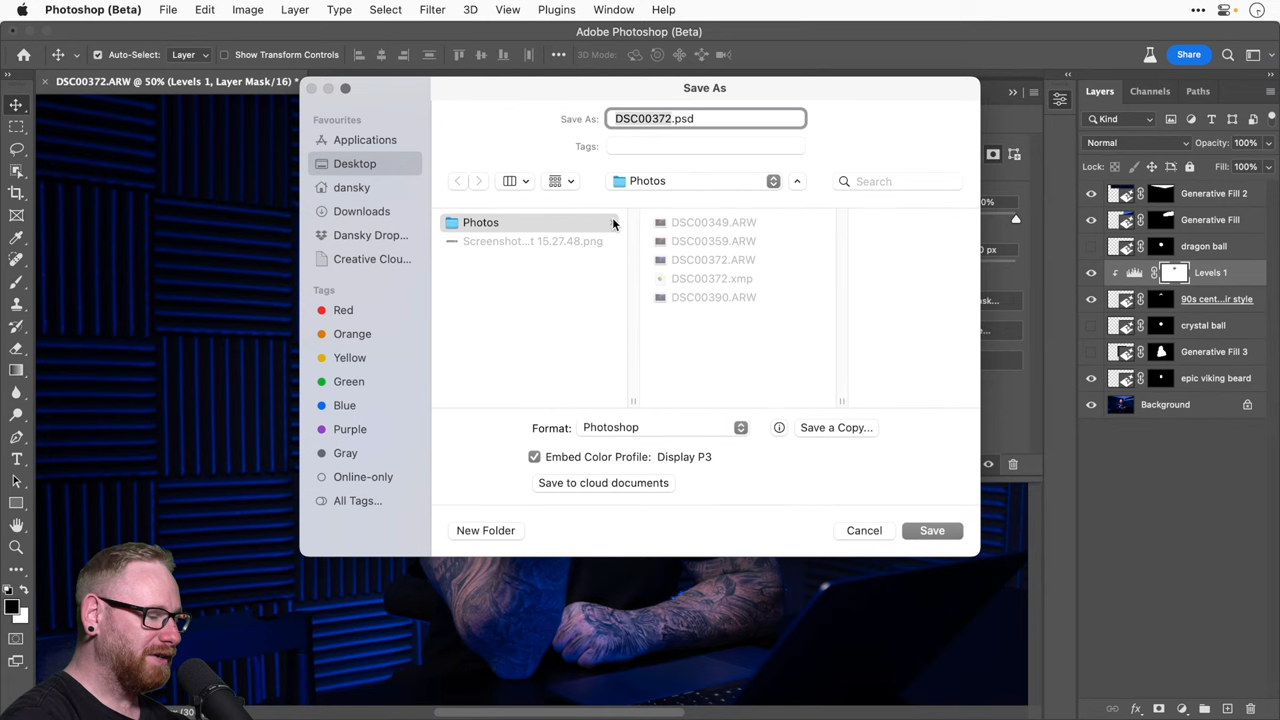 Photoshop (Beta) File Edit Image Layer Type Select Filter 3D View Plugins Window Help
Adobe Photoshop (Beta)
Auto-Select: Layer Show Transform Controls 3D Mode: Share
DSC00372.ARW @ 50% (Levels 1, Layer Mask/16) *
Save As
Save As: DSC00372.psd
Tags:
Photos
Search
Favourites
Applications
Desktop
dansky
Downloads
Dansky Drop...
Creative Clou...
Tags
Red
Orange
Yellow
Green
Blue
Purple
Gray
Online-only
All Tags...
Photos
Screenshot...t 15.27.48.png
DSC00349.ARW
DSC00359.ARW
DSC00372.ARW
DSC00372.xmp
DSC00390.ARW
Format: Photoshop
Save a Copy...
Embed Color Profile: Display P3
Save to cloud documents
New Folder
Cancel
Save
Layers Channels Paths
Kind
Normal Opacity: 100%
Lock: Fill: 100%
Generative Fill 2
Generative Fill
dragon ball
Levels 1
90s cent...ir style
crystal ball
Generative Fill 3
epic viking beard
Background